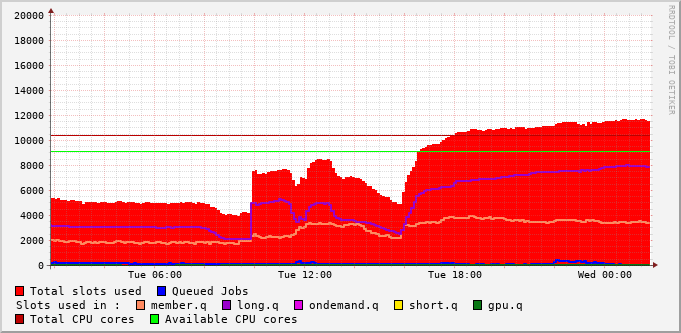 20000
18000
16000
14000
12000
10000
8000
6000
4000
2000
0
Tue 06:00 Tue 12:00 Tue 18:00 Wed 00:00
RRDTOOL / TOBI OETIKER
Total slots used Queued Jobs
Slots used in : member.q long.q ondemand.q short.q gpu.q
Total CPU cores Available CPU cores